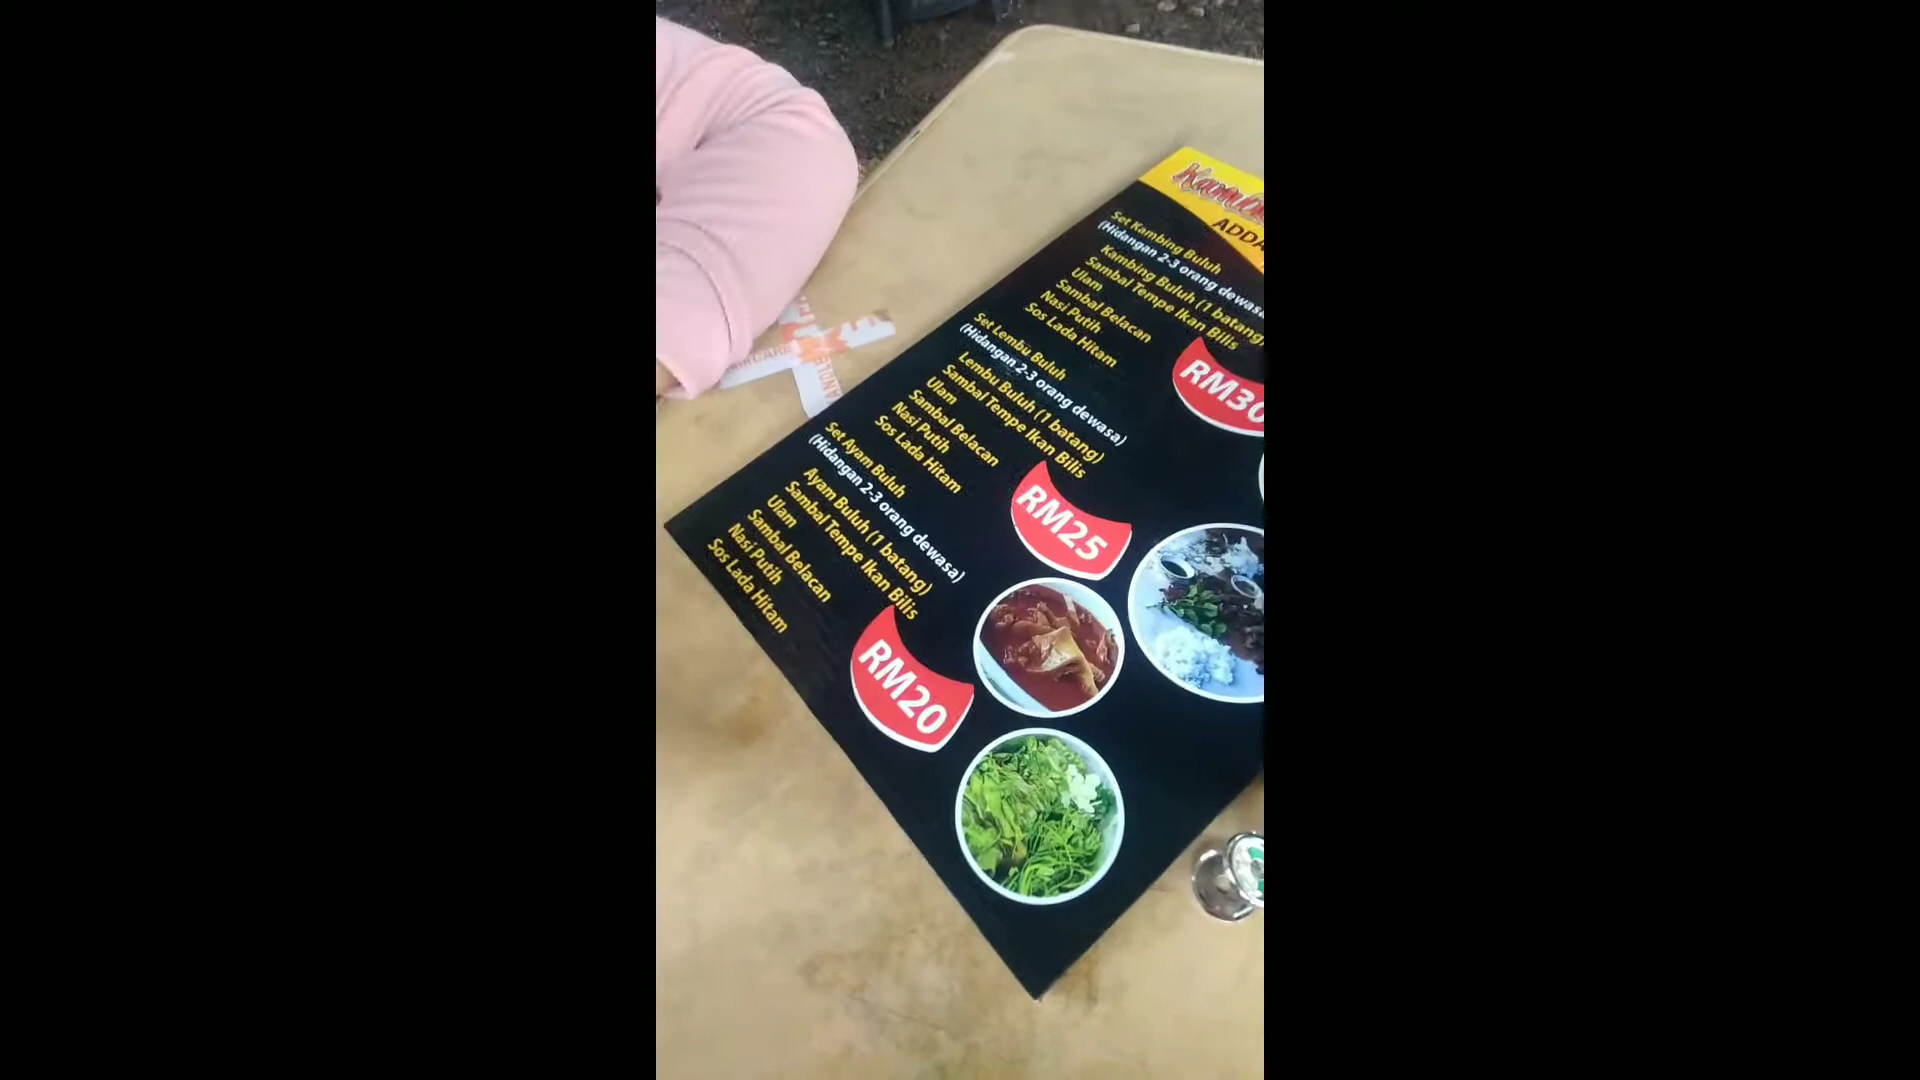 ADDA
Set Kambing Buluh
(Hidangan 2-3 orang dewasa
Kambing Buluh (1 batang)
Sambal Tempe Ikan Bilis
Ulam
Sambal Belacan
Nasi Putih
Sos Lada Hitam
RM30
Set Lembu Buluh
(Hidangan 2-3 orang dewasa)
Lembu Buluh (1 batang)
Sambal Tempe Ikan Bilis
Ulam
Sambal Belacan
Nasi Putih
Sos Lada Hitam
RM25
Set Ayam Buluh
(Hidangan 2-3 orang dewasa)
Ayam Buluh (1 batang)
Sambal Tempe Ikan Bilis
Ulam
Sambal Belacan
Nasi Putih
Sos Lada Hitam
RM20